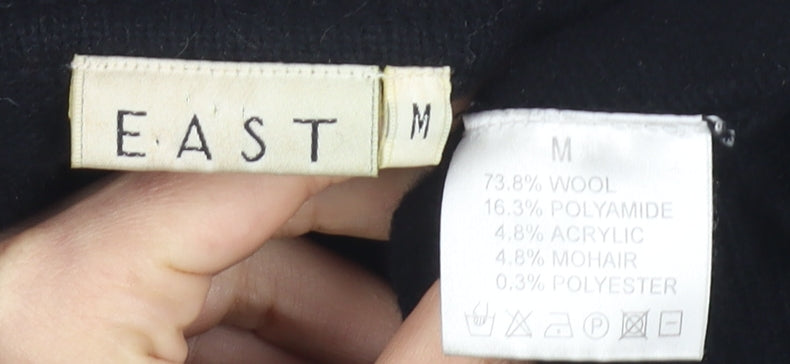 EAST
M
M
73.8% WOOL
16.3% POLYAMIDE
4.8% ACRYLIC
4.8% MOHAIR
0.3% POLYESTER
P